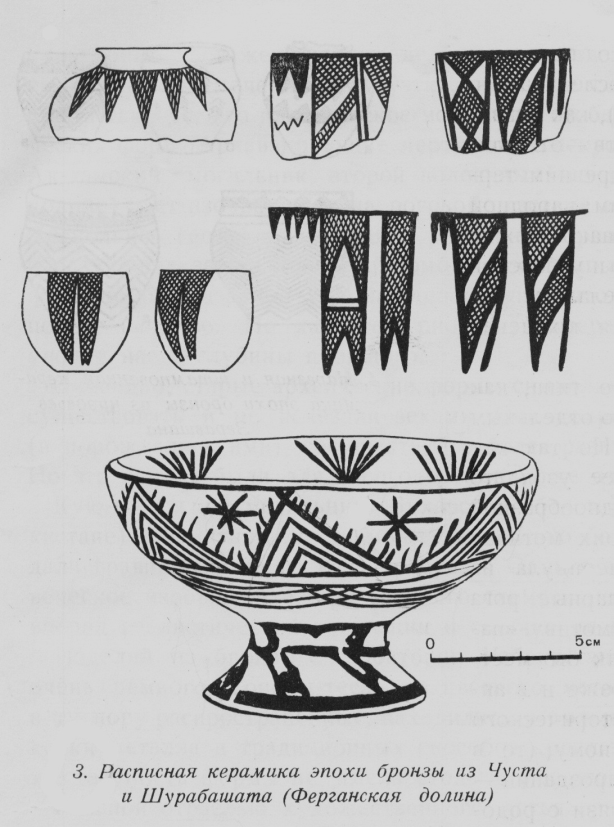 0 5см
3. Расписная керамика эпохи бронзы из Чуста
и Шурабашата (Ферганская долина)